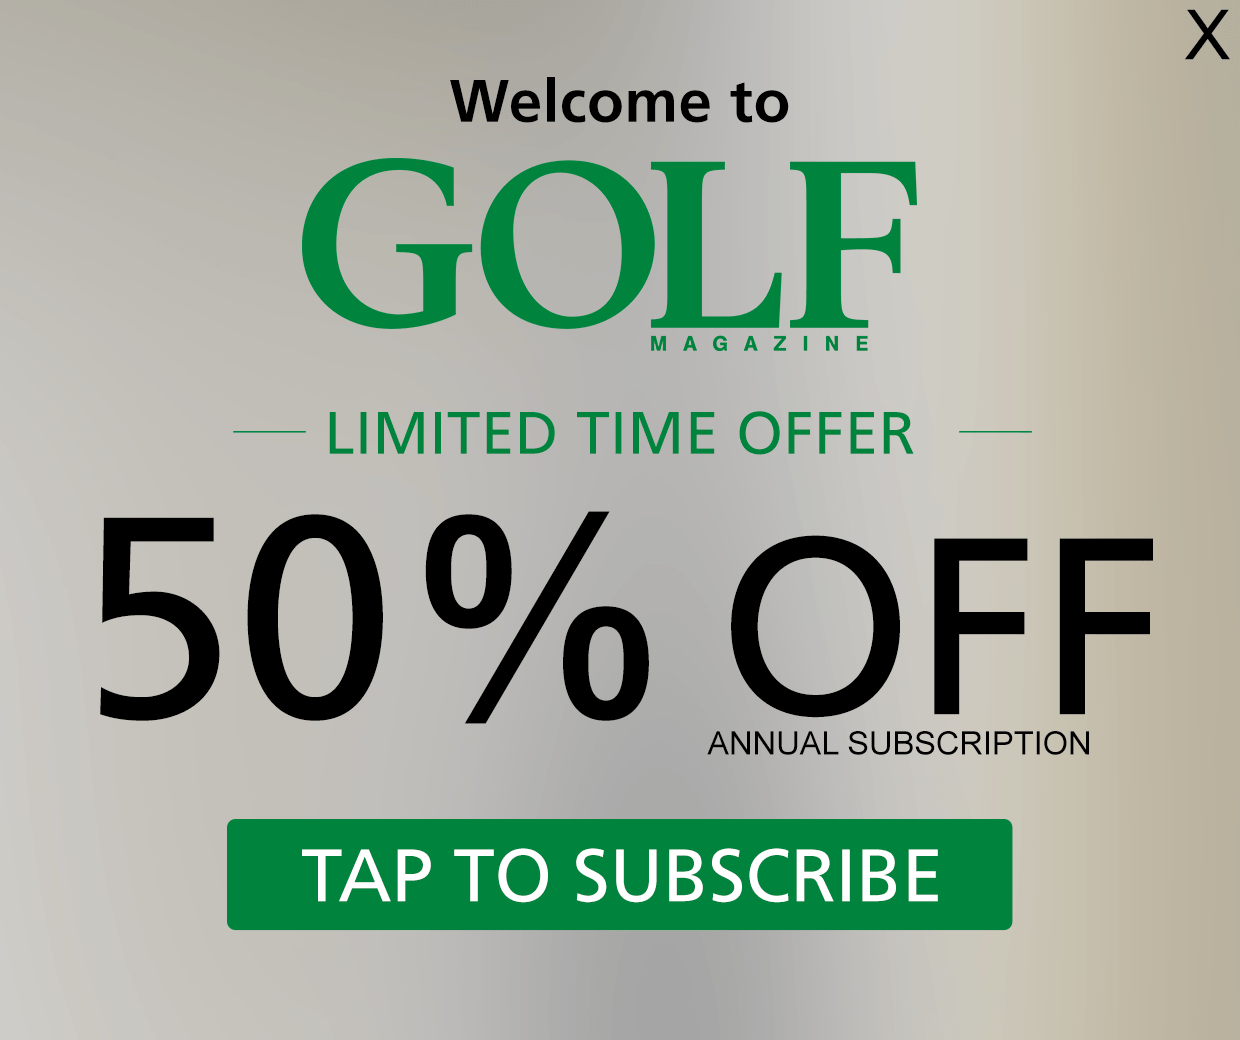 X
Welcome to
GOLF
MAGAZINE
LIMITED TIME OFFER
50% OFF
ANNUAL SUBSCRIPTION
TAP TO SUBSCRIBE